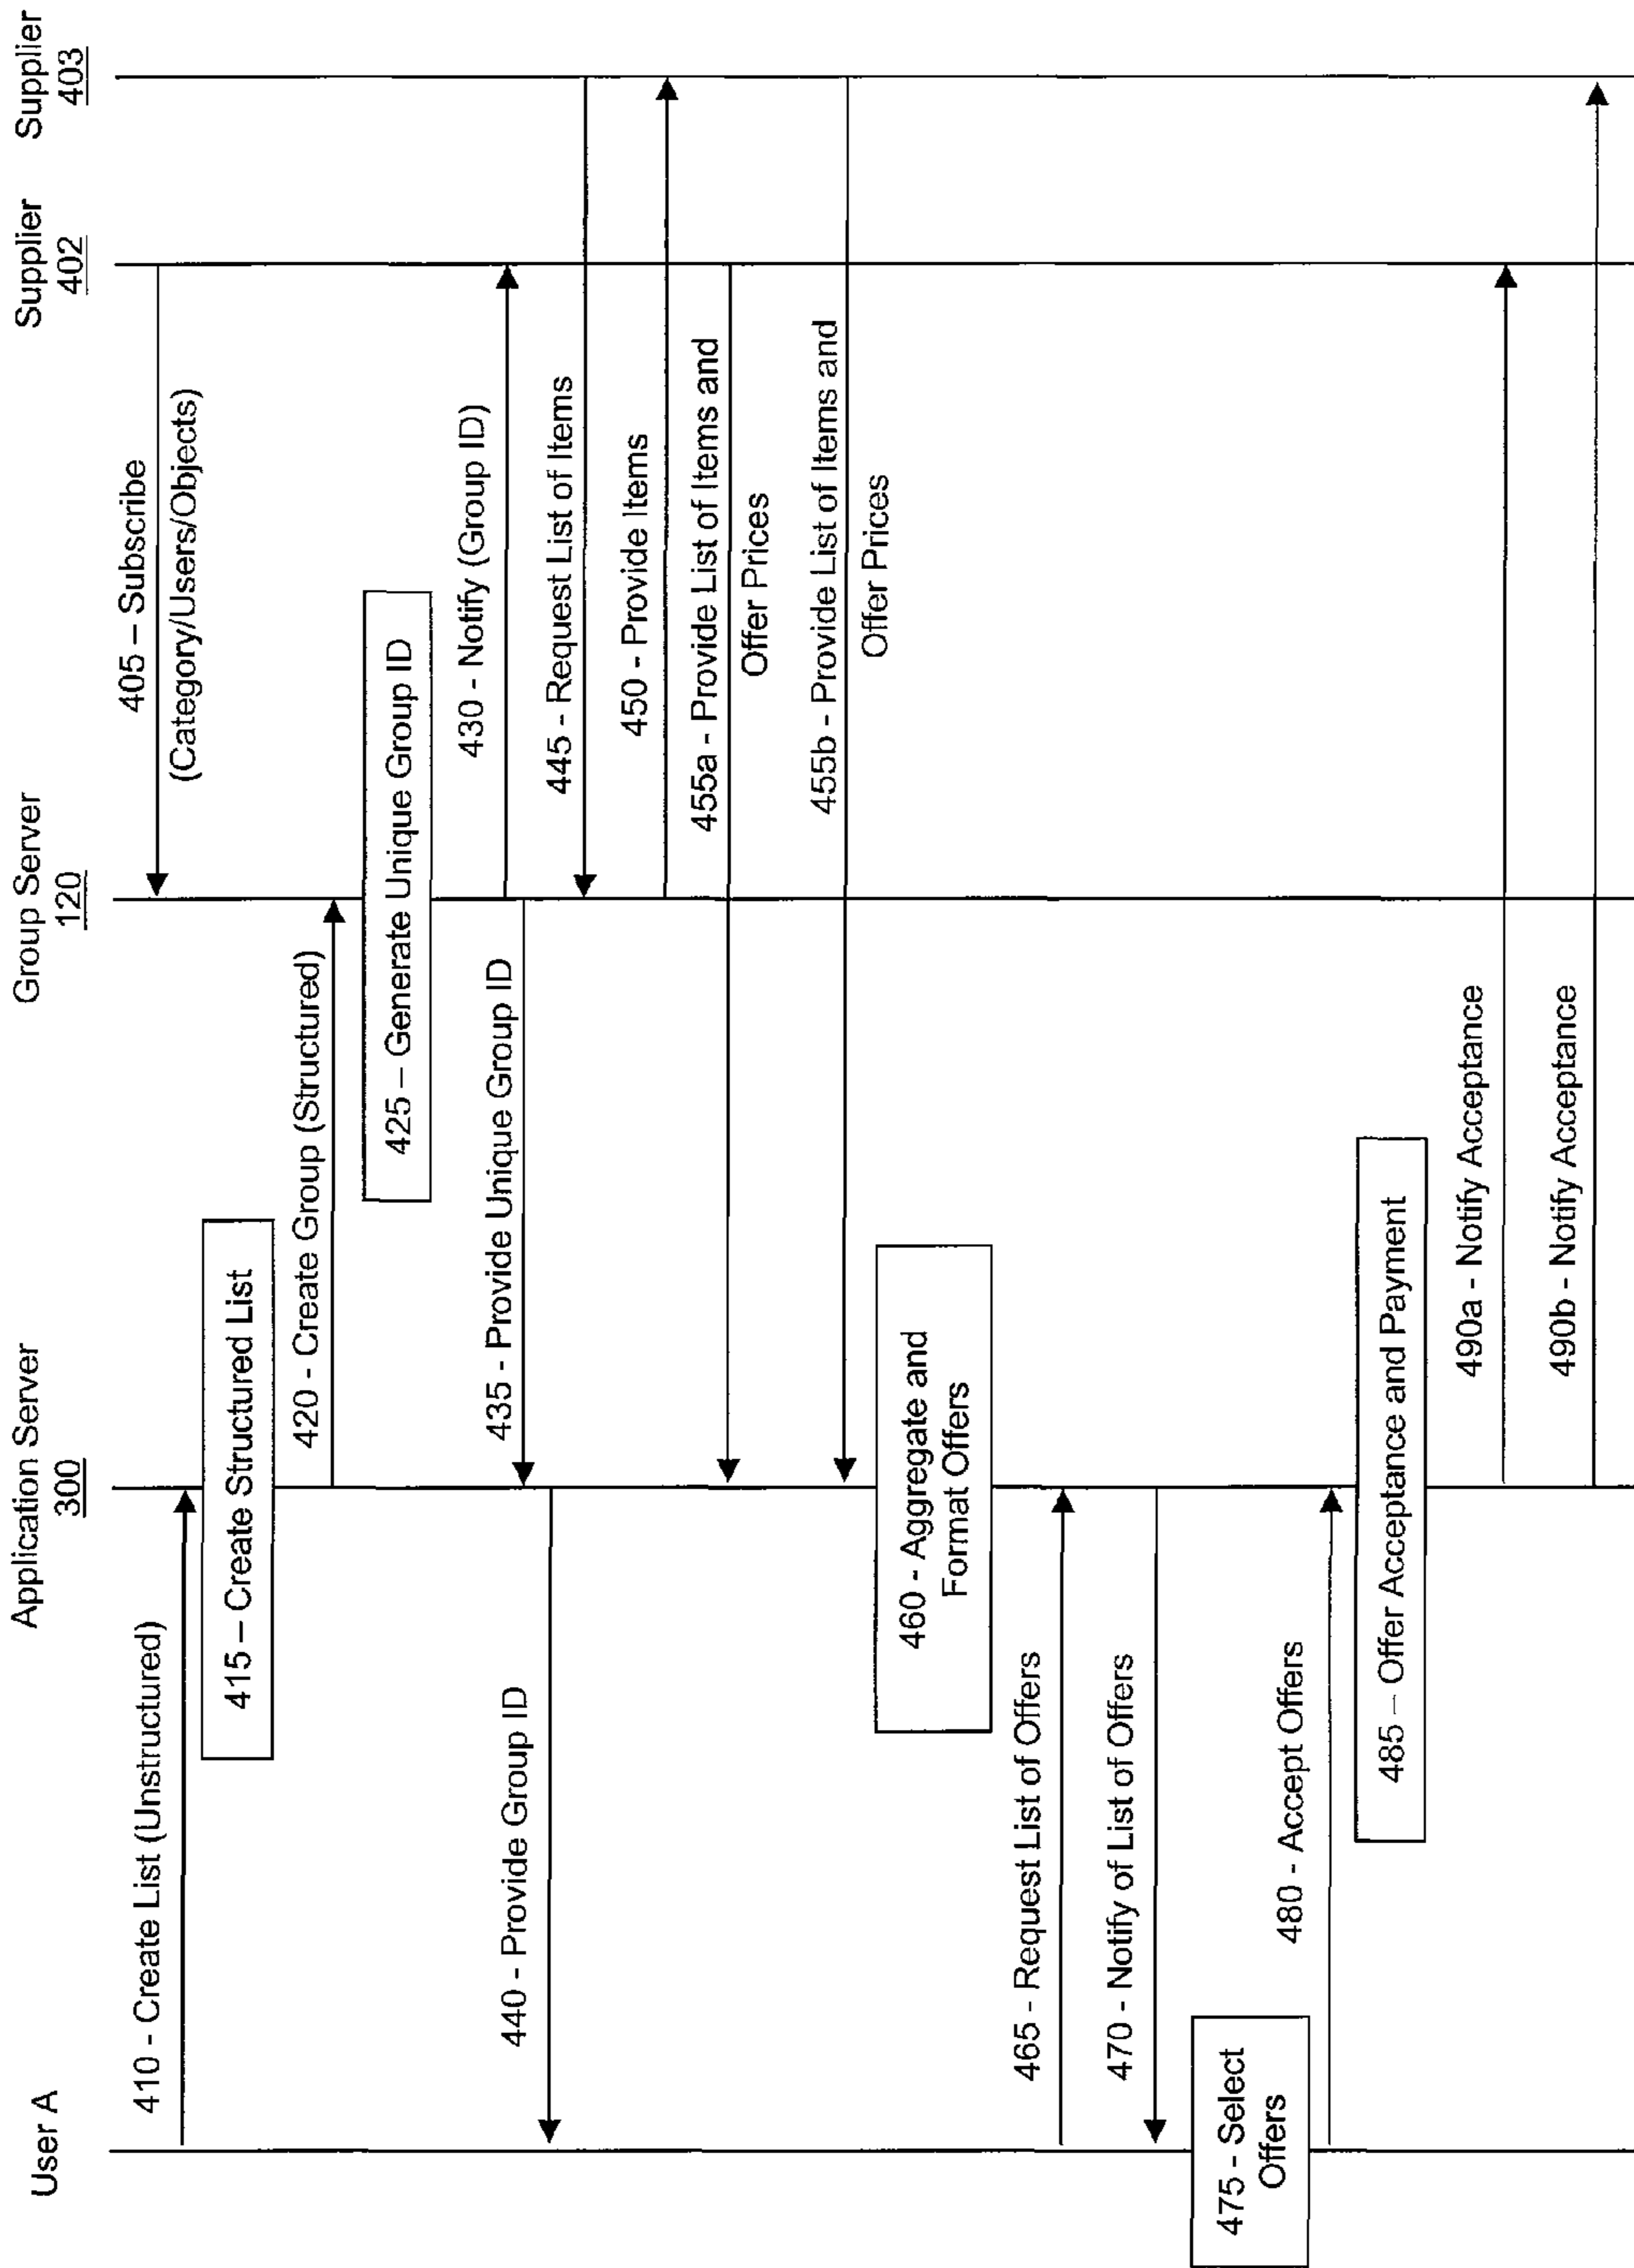 User A
Application Server
300
Group Server
120
Supplier
402
Supplier
403
405 – Subscribe
(Category/Users/Objects)
410 - Create List (Unstructured)
415 – Create Structured List
420 - Create Group (Structured)
425 – Generate Unique Group ID
430 - Notify (Group ID)
435 - Provide Unique Group ID
440 - Provide Group ID
445 - Request List of Items
450 - Provide Items
455a - Provide List of Items and
Offer Prices
455b - Provide List of Items and
Offer Prices
460 - Aggregate and
Format Offers
465 - Request List of Offers
470 - Notify of List of Offers
475 - Select
Offers
480 - Accept Offers
485 – Offer Acceptance and Payment
490a - Notify Acceptance
490b - Notify Acceptance